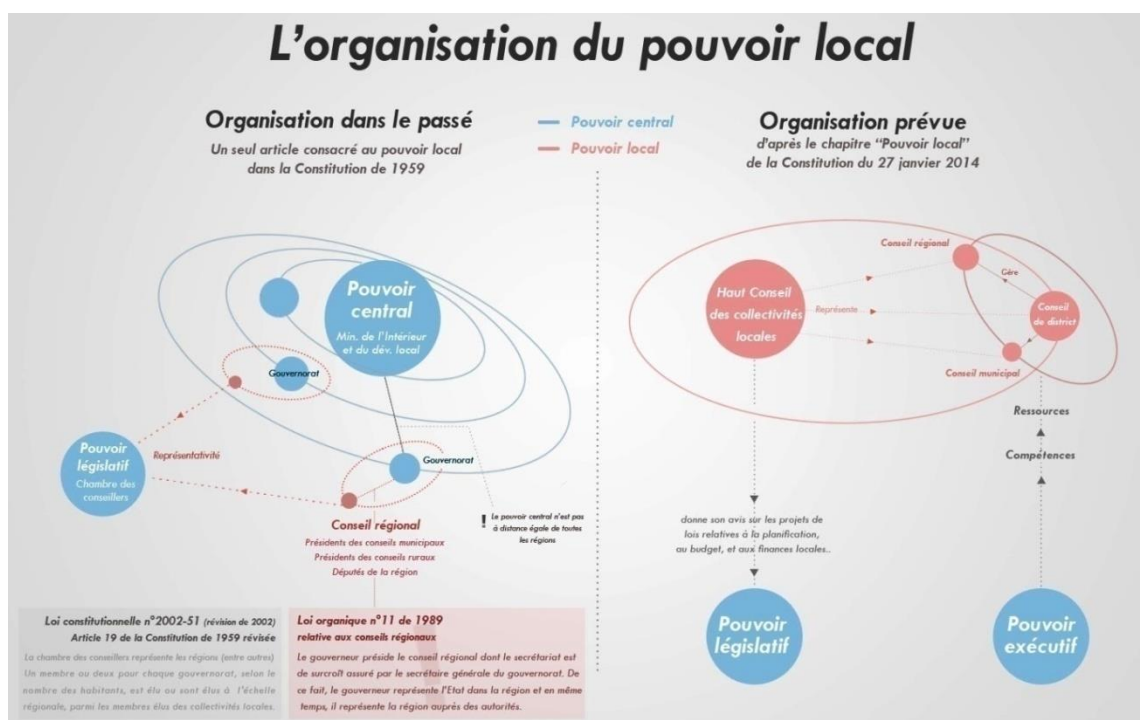 L'organisation du pouvoir local
Organisation dans le passé
Un seul article consacré au pouvoir local
dans la Constitution de 1959
Pouvoir central
Pouvoir local
Organisation prévue
d'après le chapitre "Pouvoir local"
de la Constitution du 27 janvier 2014
Pouvoir
central
Min. de l'Intérieur
et du dév. local
Gouvernorat
Gouvernorat
Pouvoir
législatif
Chambre des
conseillers
Représentativité
Conseil régional
Présidents des conseils municipaux
Présidents des conseils ruraux
Députés de la région
! Le pouvoir central n'est pas
à distance égale de toutes
les régions
Loi constitutionnelle n°2002-51 (révision de 2002)
Article 19 de la Constitution de 1959 révisée
La chambre des conseillers représente les régions (entre autres)
Un membre ou deux pour chaque gouvernorat, selon le
nombre des habitants, est élu ou sont élus à l'échelle
régionale, parmi les membres élus des collectivités locales.
Loi organique n°11 de 1989
relative aux conseils régionaux
Le gouverneur préside le conseil régional dont le secrétariat est
de surcroît assuré par le secrétaire générale du gouvernorat. De
ce fait, le gouverneur représente l'Etat dans la région et en même
temps, il représente la région auprès des autorités.
Haut Conseil
des collectivités
locales
Représente
Conseil régional
Gére
Conseil
de district
Conseil municipal
Ressources
Compétences
donne son avis sur les projets de
lois relatives à la planification,
au budget, et aux finances locales..
Pouvoir
législatif
Pouvoir
exécutif